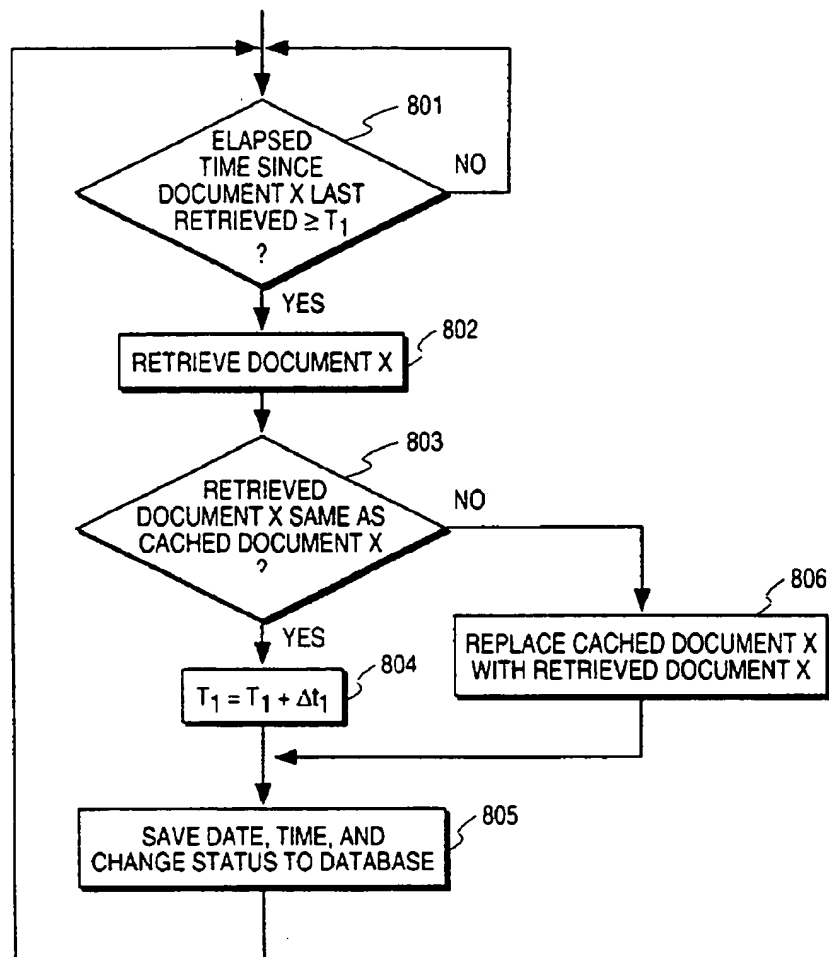 801
ELAPSED
TIME SINCE
DOCUMENT X LAST
RETRIEVED ≥ T₁
?
NO
YES
802
RETRIEVE DOCUMENT X
803
RETRIEVED
DOCUMENT X SAME AS
CACHED DOCUMENT X
?
NO
YES
806
REPLACE CACHED DOCUMENT X
WITH RETRIEVED DOCUMENT X
804
T₁ = T₁ + Δt₁
805
SAVE DATE, TIME, AND
CHANGE STATUS TO DATABASE